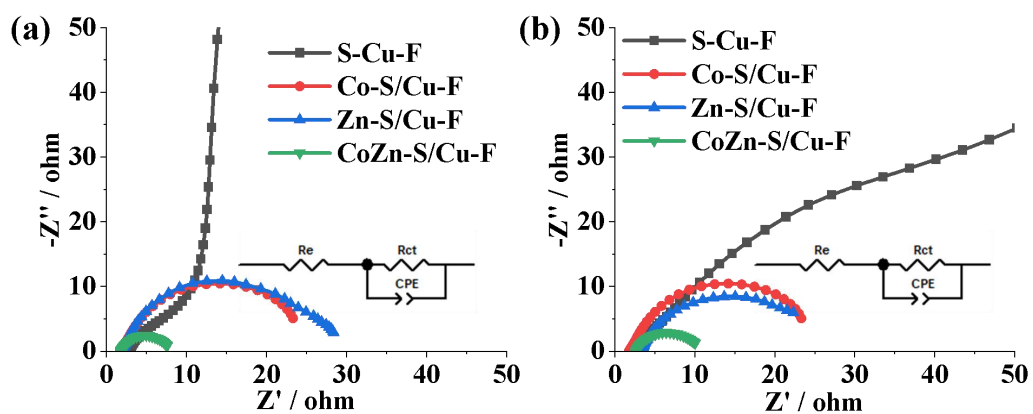 (a)
50
40
30
20
10
0
-Z'' / ohm
S-Cu-F
Co-S/Cu-F
Zn-S/Cu-F
CoZn-S/Cu-F
Re
Rct
CPE
0 10 20 30 40 50
Z' / ohm
(b)
50
40
30
20
10
0
-Z'' / ohm
S-Cu-F
Co-S/Cu-F
Zn-S/Cu-F
CoZn-S/Cu-F
Re
Rct
CPE
0 10 20 30 40 50
Z' / ohm